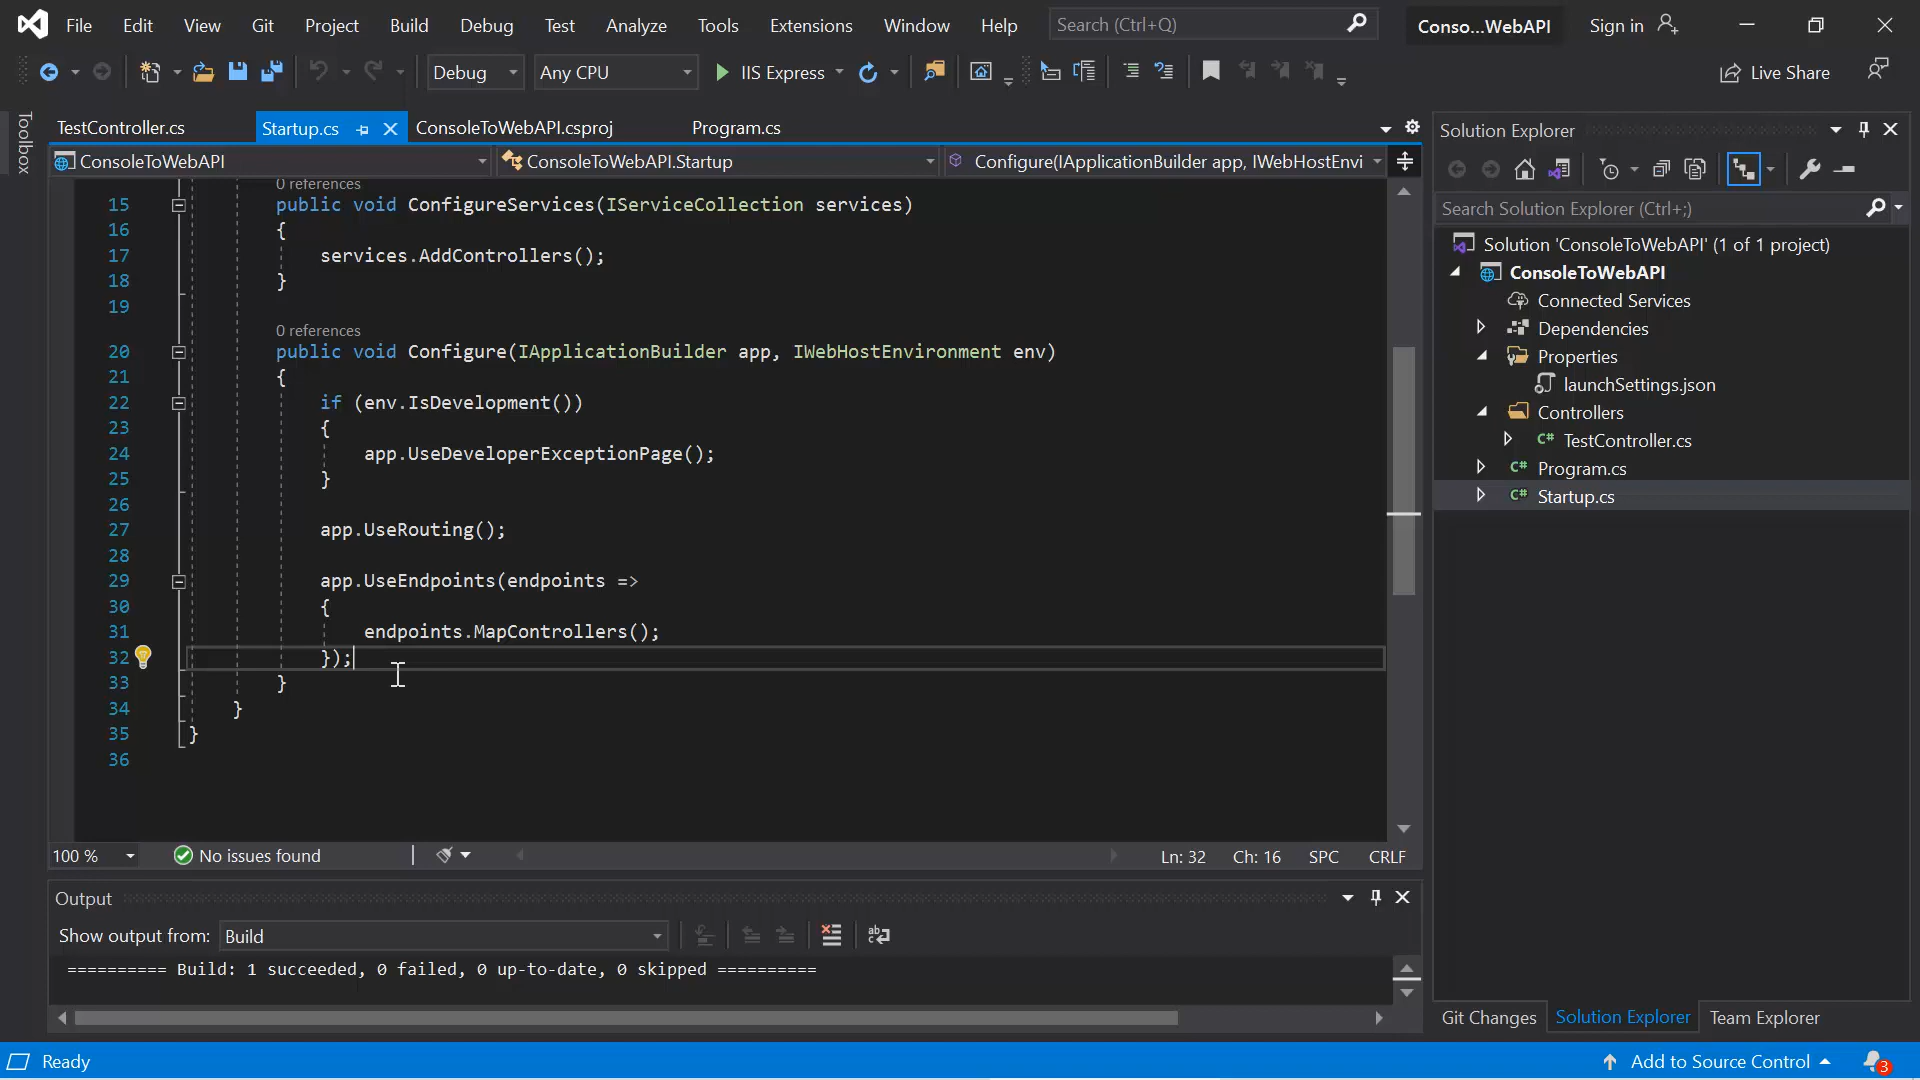 File Edit View Git Project Build Debug Test Analyze Tools Extensions Window Help Search (Ctrl+Q) Conso...WebAPI Sign in
Debug Any CPU IIS Express Live Share
Toolbox
TestController.cs Startup.cs ConsoleToWebAPI.csproj Program.cs
ConsoleToWebAPI ConsoleToWebAPI.Startup Configure(IApplicationBuilder app, IWebHostEnvi
0 references
15 public void ConfigureServices(IServiceCollection services)
16 {
17 services.AddControllers();
18 }
19
0 references
20 public void Configure(IApplicationBuilder app, IWebHostEnvironment env)
21 {
22 if (env.IsDevelopment())
23 {
24 app.UseDeveloperExceptionPage();
25 }
26
27 app.UseRouting();
28
29 app.UseEndpoints(endpoints =>
30 {
31 endpoints.MapControllers();
32 });
33 }
34 }
35 }
36
100 % No issues found Ln: 32 Ch: 16 SPC CRLF
Output
Show output from: Build
========== Build: 1 succeeded, 0 failed, 0 up-to-date, 0 skipped ==========
Solution Explorer
Search Solution Explorer (Ctrl+;)
Solution 'ConsoleToWebAPI' (1 of 1 project)
ConsoleToWebAPI
Connected Services
Dependencies
Properties
launchSettings.json
Controllers
C# TestController.cs
C# Program.cs
C# Startup.cs
Git Changes Solution Explorer Team Explorer
Ready Add to Source Control 3